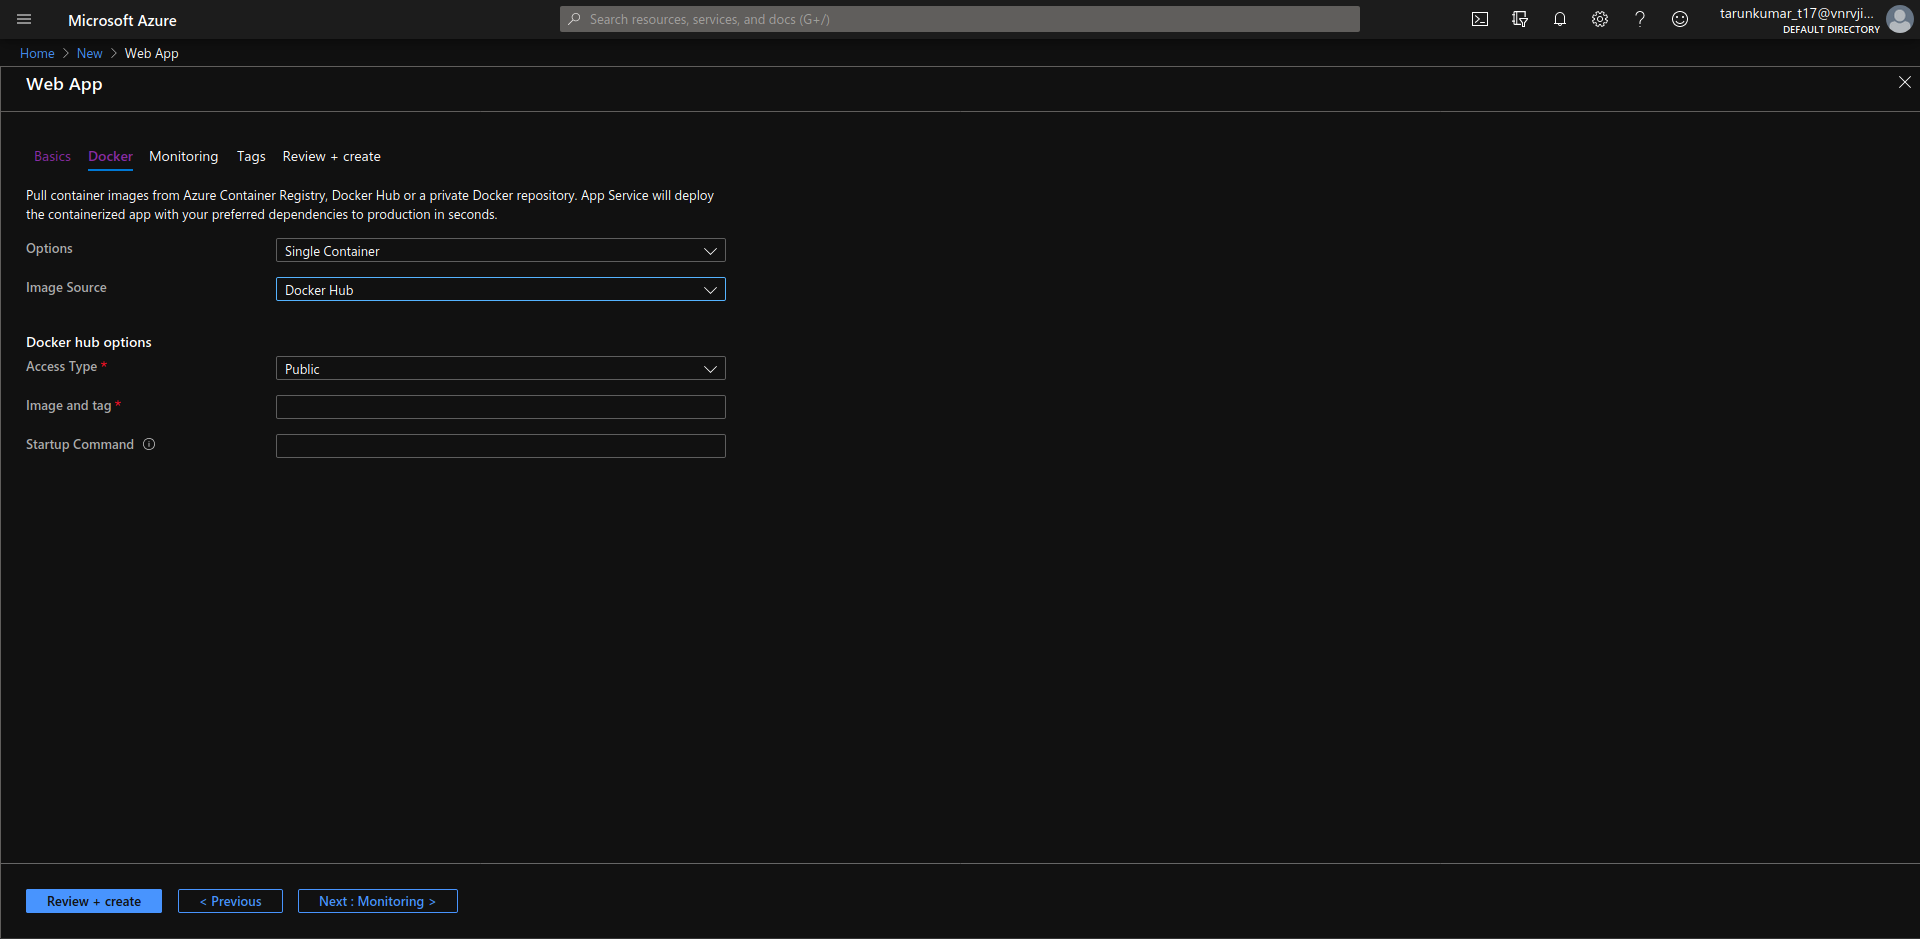 Microsoft Azure
Search resources, services, and docs (G+/)
tarunkumar_t17@vnrvji...
DEFAULT DIRECTORY
Home > New > Web App
Web App
Basics Docker Monitoring Tags Review + create
Pull container images from Azure Container Registry, Docker Hub or a private Docker repository. App Service will deploy
the containerized app with your preferred dependencies to production in seconds.
Options Single Container
Image Source Docker Hub
Docker hub options
Access Type * Public
Image and tag *
Startup Command
Review + create < Previous Next : Monitoring >